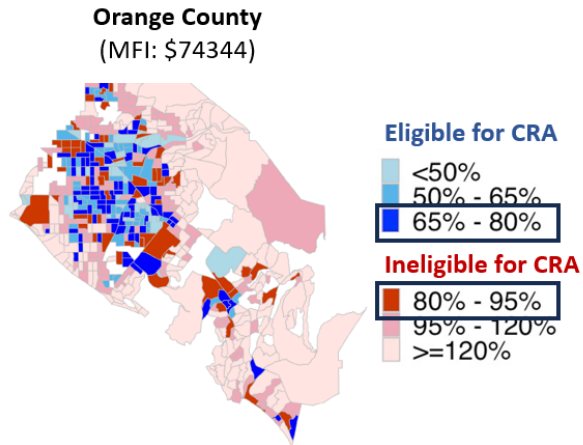 Orange County
(MFI: $74344)
Eligible for CRA
<50%
50% - 65%
65% - 80%
Ineligible for CRA
80% - 95%
95% - 120%
>=120%